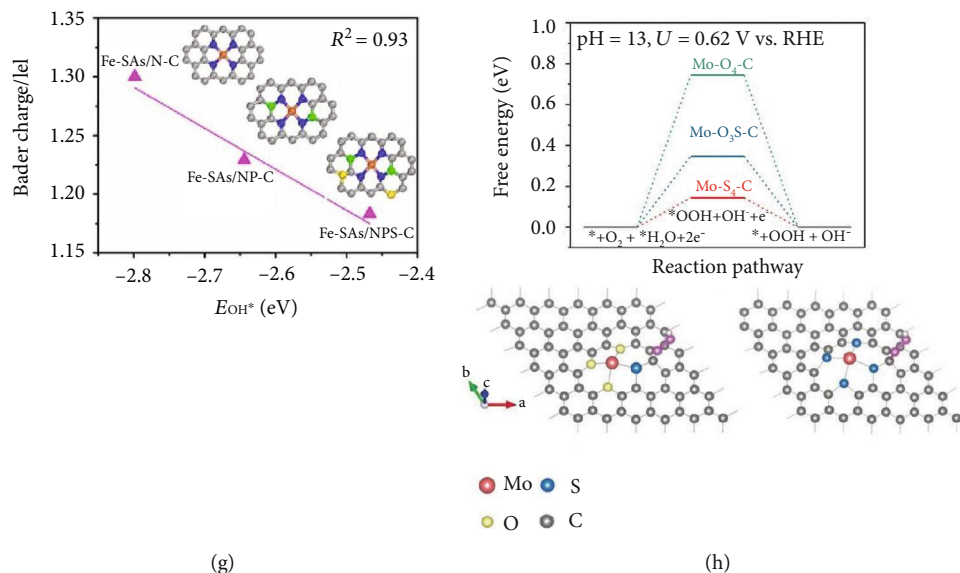 1.35
1.30
1.25
1.20
1.15
Bader charge/lel
R² = 0.93
Fe-SAs/N-C
Fe-SAs/NP-C
Fe-SAs/NPS-C
−2.8
−2.7
−2.6
−2.5
−2.4
EOH* (eV)
(g)
pH = 13, U = 0.62 V vs. RHE
1.0
0.8
0.6
0.4
0.2
0.0
Free energy (eV)
Mo-O₄-C
Mo-O₃S-C
Mo-S₄-C
*OOH+OH⁻+e⁻
*+O₂ + *H₂O+2e⁻
*+OOH + OH⁻
Reaction pathway
b
c
a
Mo
S
O
C
(h)